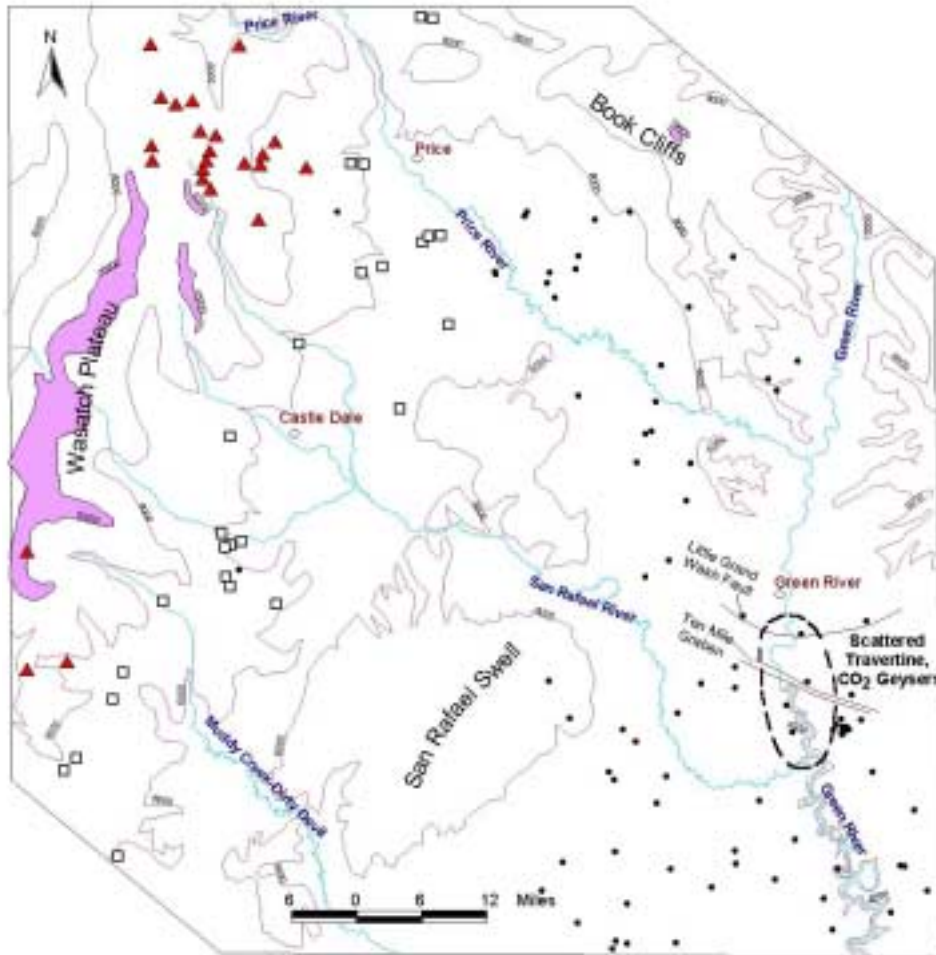 Price River
N
Book Cliffs
Price
Price River
Green River
Wasatch Plateau
Castle Dale
Little Grand
Wash Fault
Green River
San Rafael River
Ten Mile
Graben
Scattered
Travertine,
CO2 Geysers
San Rafael Swell
Muddy Creek-Dirty Devil
Green River
6 0 6 12 Miles